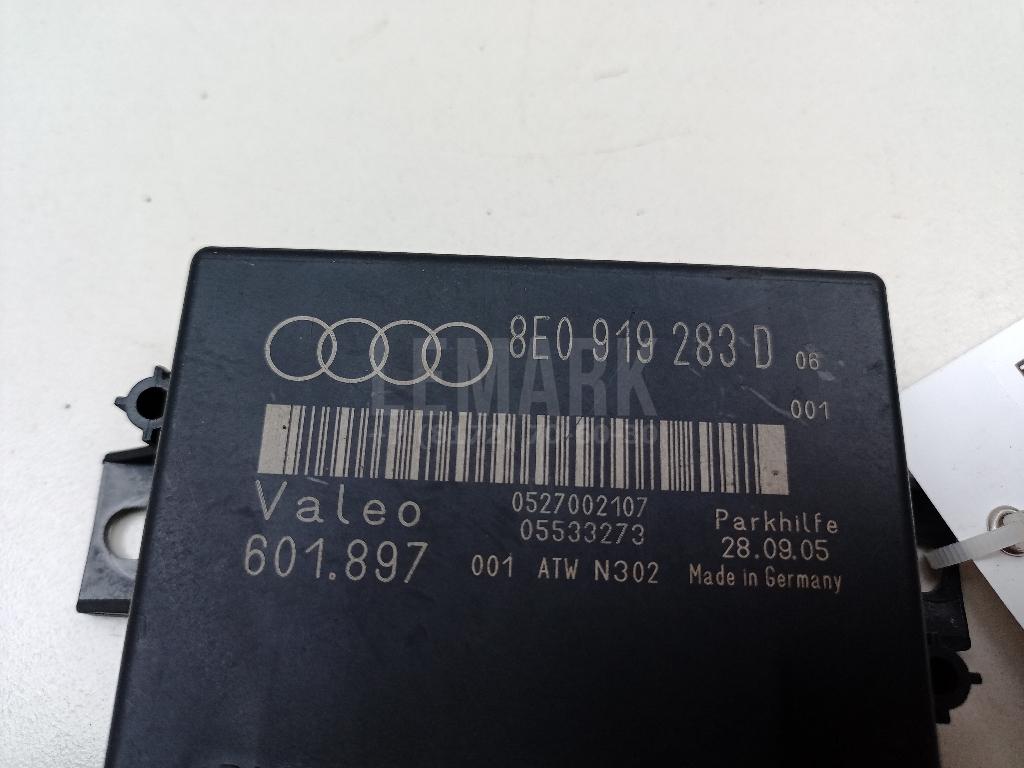 8E0 919 283 D 06
001
LEMARK
Valeo
0527002107
05533273
Parkhilfe
601.897
28.09.05
001 ATW N302
Made in Germany